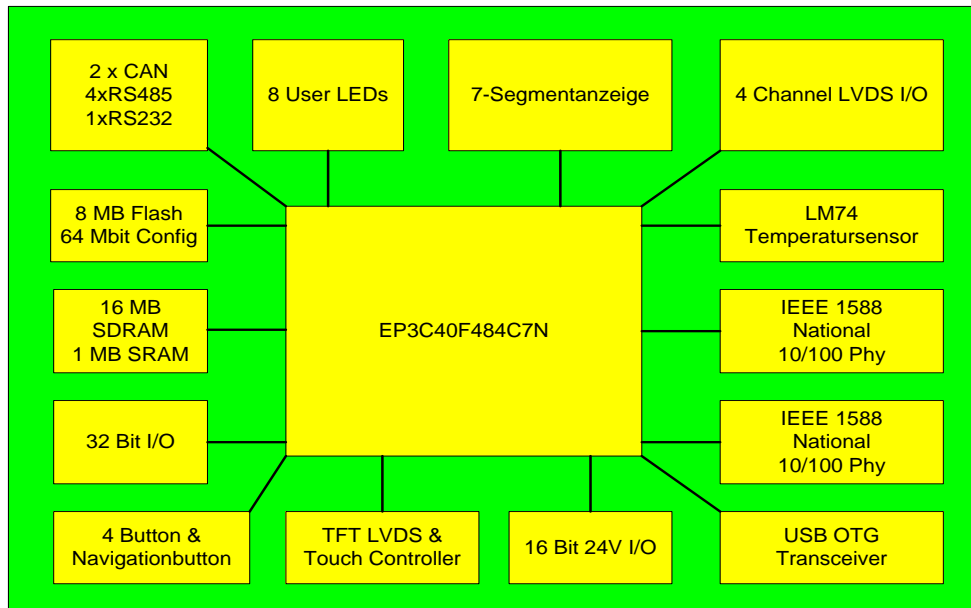 2 x CAN
4xRS485
1xRS232
8 User LEDs
7-Segmentanzeige
4 Channel LVDS I/O
8 MB Flash
64 Mbit Config
LM74
Temperatursensor
16 MB
SDRAM
1 MB SRAM
EP3C40F484C7N
IEEE 1588
National
10/100 Phy
32 Bit I/O
IEEE 1588
National
10/100 Phy
4 Button &
Navigationbutton
TFT LVDS &
Touch Controller
16 Bit 24V I/O
USB OTG
Transceiver